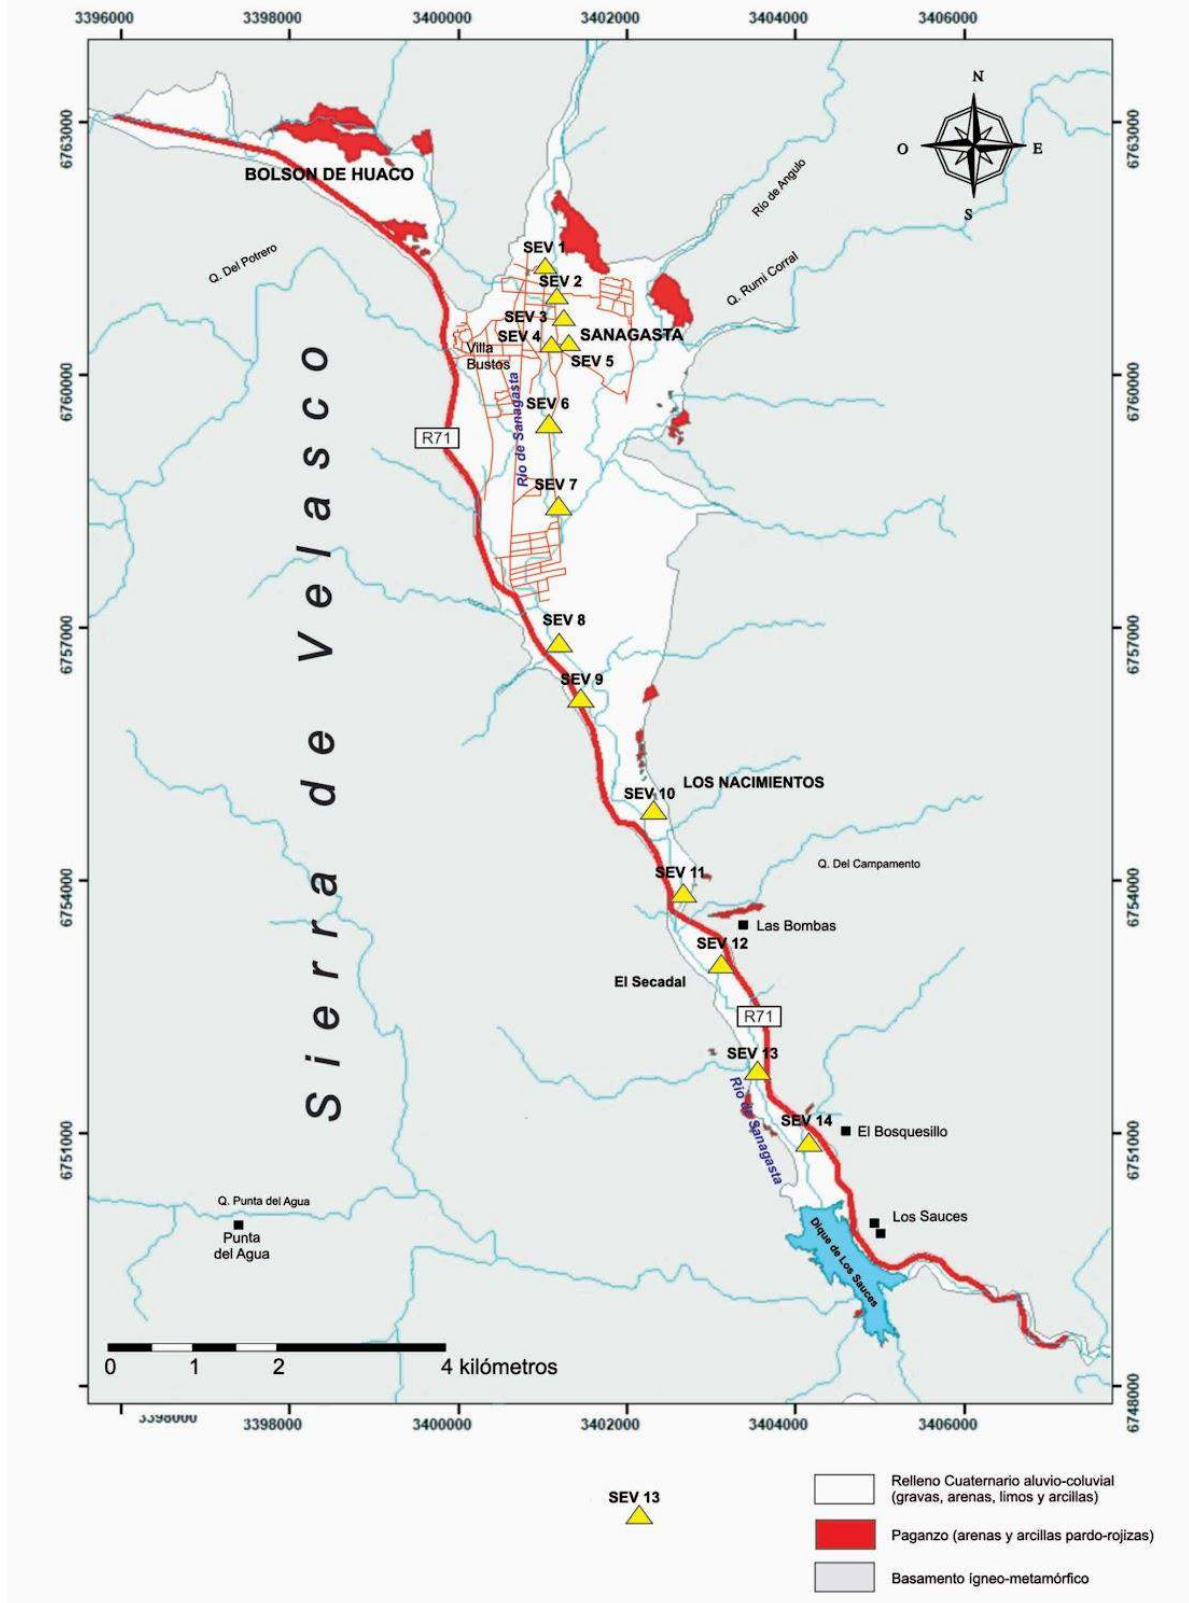 3396000 3398000 3400000 3402000 3404000 3406000
N
O E
S
6763000 6763000
BOLSON DE HUACO
Rio de Angulo
Q. Del Potrero
SEV 1
Q. Rumi Corral
SEV 2
SEV 3
SEV 4 SANAGASTA
Villa
Bustos
SEV 5
6760000 6760000
SEV 6
Rio de Sanagasta
R71
SEV 7
Sierra de Velasco
SEV 8
6757000 6757000
SEV 9
LOS NACIMIENTOS
SEV 10
Q. Del Campamento
SEV 11
6754000 6754000
Las Bombas
SEV 12
El Secadal
R71
SEV 13
Rio de Sanagasta
SEV 14
El Bosquesillo
6751000 6751000
Q. Punta del Agua
Punta
del Agua
Los Sauces
Dique de Los Sauces
0 1 2 4 kilómetros
6748000
3398000 3398000 3400000 3402000 3404000 3406000
SEV 13
Relleno Cuaternario aluvio-coluvial
(gravas, arenas, limos y arcillas)
Paganzo (arenas y arcillas pardo-rojizas)
Basamento ígneo-metamórfico